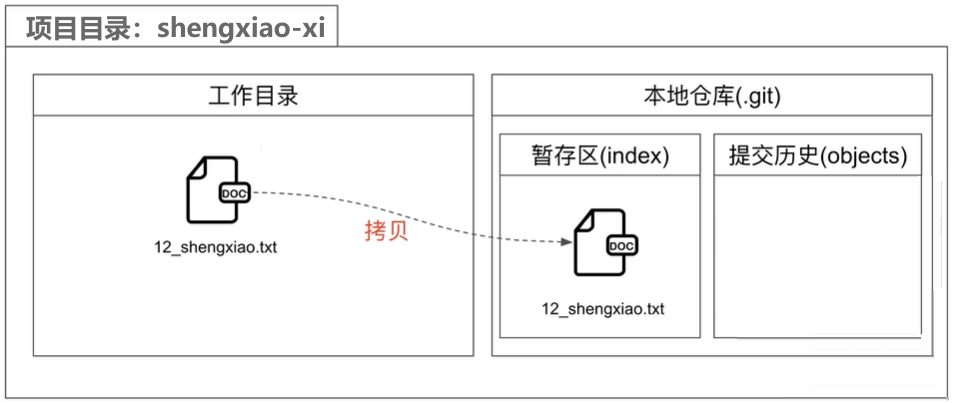 项目目录：shengxiao-xi
工作目录
本地仓库(.git)
暂存区(index)
提交历史(objects)
DOC
12_shengxiao.txt
拷贝
DOC
12_shengxiao.txt